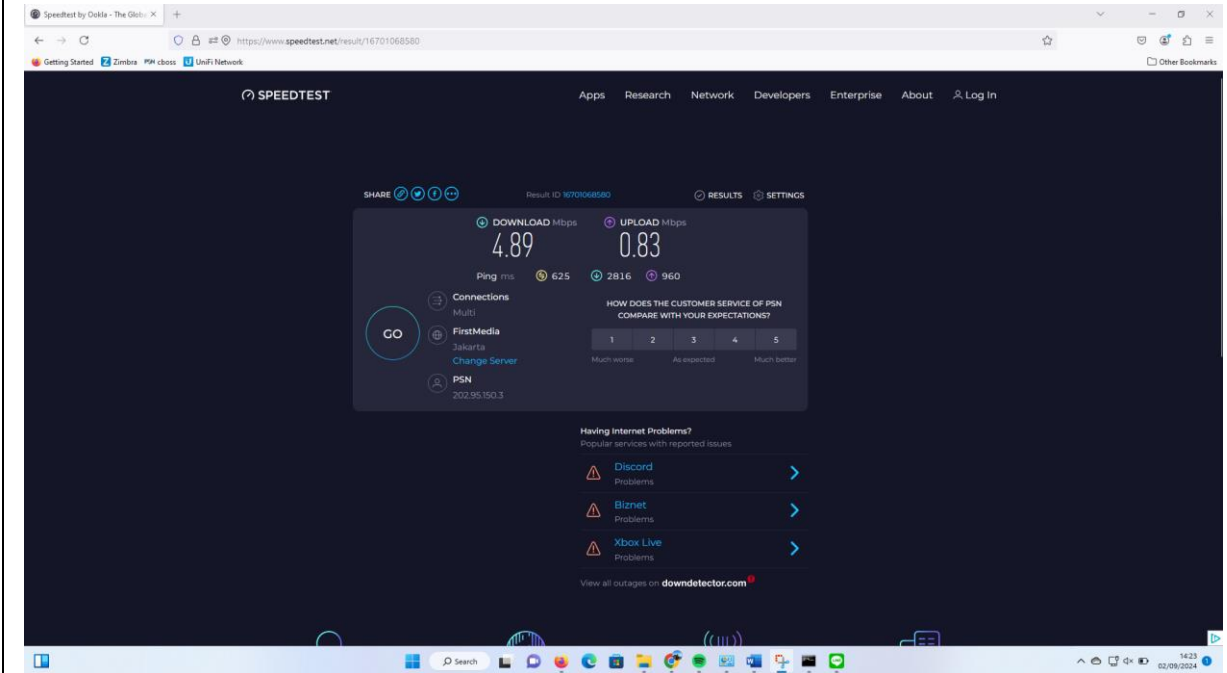 Speedtest by Ookla - The Glob
https://www.speedtest.net/result/16701068580
Getting Started Zimbra PSN cboss UniFi Network Other Bookmarks
SPEEDTEST Apps Research Network Developers Enterprise About Log In
SHARE Result ID 16701068580 RESULTS SETTINGS
DOWNLOAD Mbps UPLOAD Mbps
4.89 0.83
Ping ms 625 2816 960
Connections
Multi
FirstMedia
Jakarta
Change Server
PSN
202.95.150.3
GO
HOW DOES THE CUSTOMER SERVICE OF PSN
COMPARE WITH YOUR EXPECTATIONS?
1 2 3 4 5
Much worse As expected Much better
Having Internet Problems?
Popular services with reported issues
Discord
Problems
Biznet
Problems
Xbox Live
Problems
View all outages on downdetector.com
Search
14:23
02/09/2024